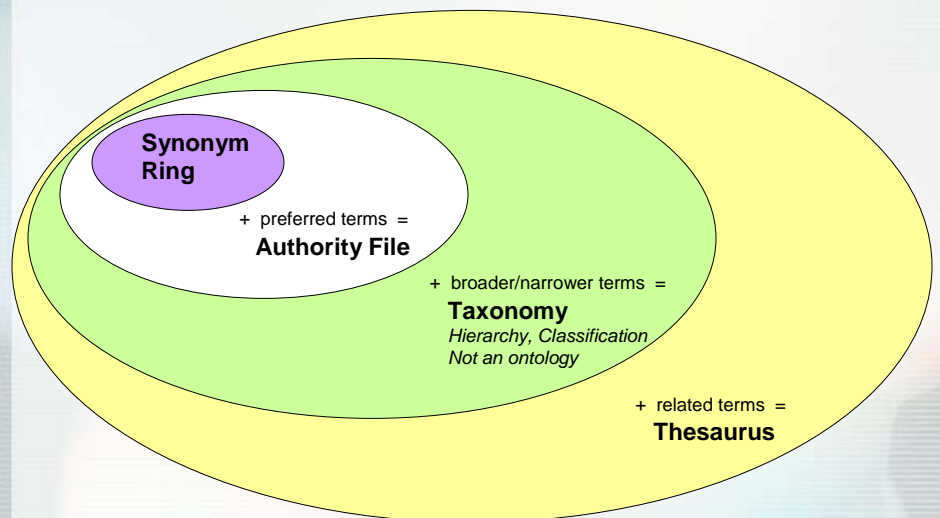 Synonym
Ring
+ preferred terms =
Authority File
+ broader/narrower terms =
Taxonomy
Hierarchy, Classification
Not an ontology
+ related terms =
Thesaurus